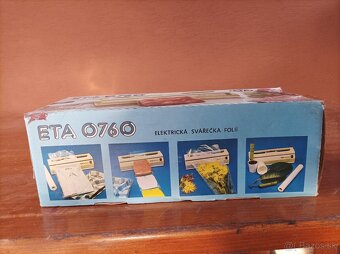 ETA 0760
ELEKTRICKÁ SVÁŘEČKA FOLIÍ